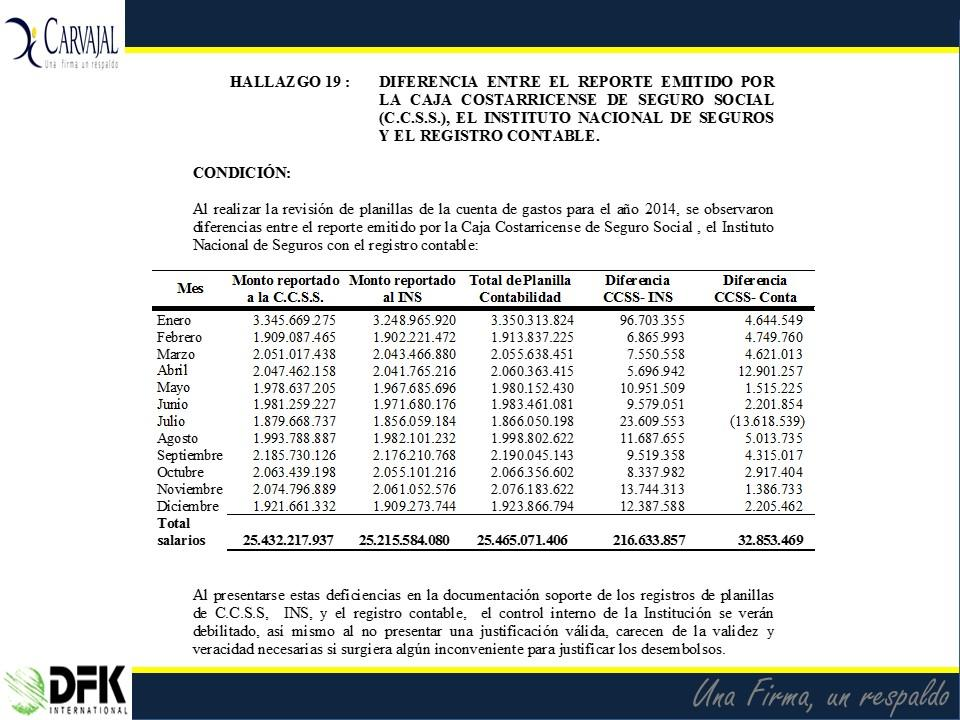 CARVAJAL
Una firma un respaldo
HALLAZGO 19 : DIFERENCIA ENTRE EL REPORTE EMITIDO POR
LA CAJA COSTARRICENSE DE SEGURO SOCIAL
(C.C.S.S.), EL INSTITUTO NACIONAL DE SEGUROS
Y EL REGISTRO CONTABLE.
CONDICIÓN:
Al realizar la revisión de planillas de la cuenta de gastos para el año 2014, se observaron
diferencias entre el reporte emitido por la Caja Costarricense de Seguro Social , el Instituto
Nacional de Seguros con el registro contable:
Mes Monto reportado a la C.C.S.S. Monto reportado al INS Total de Planilla Contabilidad Diferencia CCSS- INS Diferencia CCSS- Conta
Enero 3.345.669.275 3.248.965.920 3.350.313.824 96.703.355 4.644.549
Febrero 1.909.087.465 1.902.221.472 1.913.837.225 6.865.993 4.749.760
Marzo 2.051.017.438 2.043.466.880 2.055.638.451 7.550.558 4.621.013
Abril 2.047.462.158 2.041.765.216 2.060.363.415 5.696.942 12.901.257
Mayo 1.978.637.205 1.967.685.696 1.980.152.430 10.951.509 1.515.225
Junio 1.981.259.227 1.971.680.176 1.983.461.081 9.579.051 2.201.854
Julio 1.879.668.737 1.856.059.184 1.866.050.198 23.609.553 (13.618.539)
Agosto 1.993.788.887 1.982.101.232 1.998.802.622 11.687.655 5.013.735
Septiembre 2.185.730.126 2.176.210.768 2.190.045.143 9.519.358 4.315.017
Octubre 2.063.439.198 2.055.101.216 2.066.356.602 8.337.982 2.917.404
Noviembre 2.074.796.889 2.061.052.576 2.076.183.622 13.744.313 1.386.733
Diciembre 1.921.661.332 1.909.273.744 1.923.866.794 12.387.588 2.205.462
Total
salarios 25.432.217.937 25.215.584.080 25.465.071.406 216.633.857 32.853.469
Al presentarse estas deficiencias en la documentación soporte de los registros de planillas
de C.C.S.S, INS, y el registro contable, el control interno de la Institución se verán
debilitado, así mismo al no presentar una justificación válida, carecen de la validez y
veracidad necesarias si surgiera algún inconveniente para justificar los desembolsos.
DFK
INTERNATIONAL
Una Firma, un respaldo